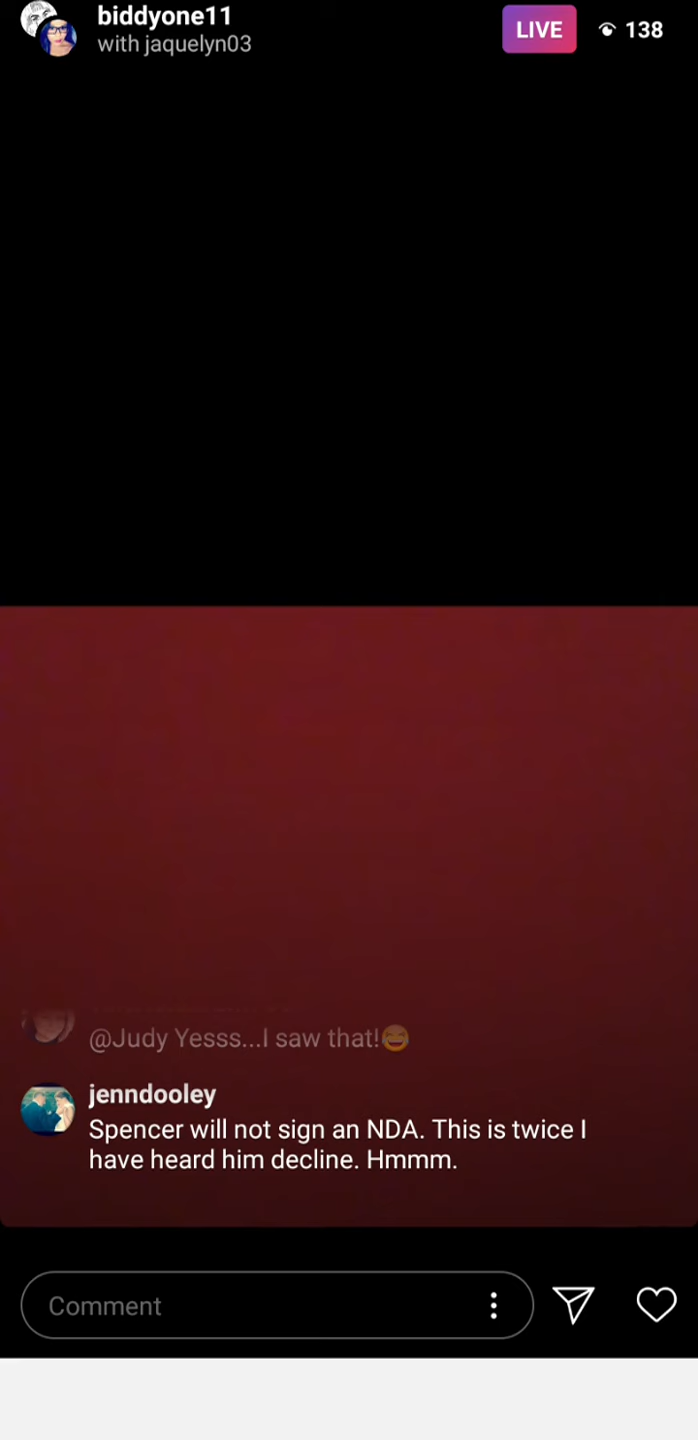 biddyone11
with jaquelyn03
LIVE
138
@Judy Yesss...I saw that!😂
jenndooley
Spencer will not sign an NDA. This is twice I
have heard him decline. Hmmm.
Comment